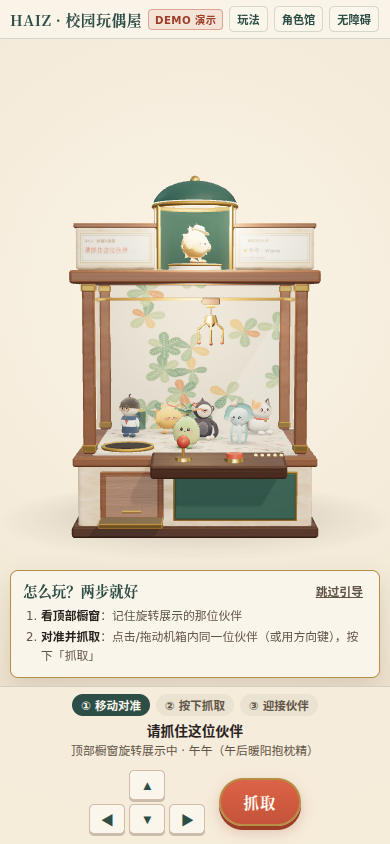 HAIZ · 校园玩偶屋
DEMO 演示
玩法
角色馆
无障碍
请抓住这位伙伴
怎么玩？两步就好
跳过引导
1. 看顶部橱窗：记住旋转展示的那位伙伴
2. 对准并抓取：点击/拖动机箱内同一位伙伴（或用方向键），按
下「抓取」
① 移动对准
② 按下抓取
③ 迎接伙伴
请抓住这位伙伴
顶部橱窗旋转展示中 · 午午（午后暖阳抱枕精）
▲
◀
▼
▶
抓取